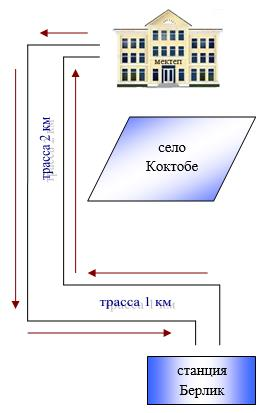 мектеп
трасса 2 км
село
Коктобе
трасса 1 км
станция
Берлик